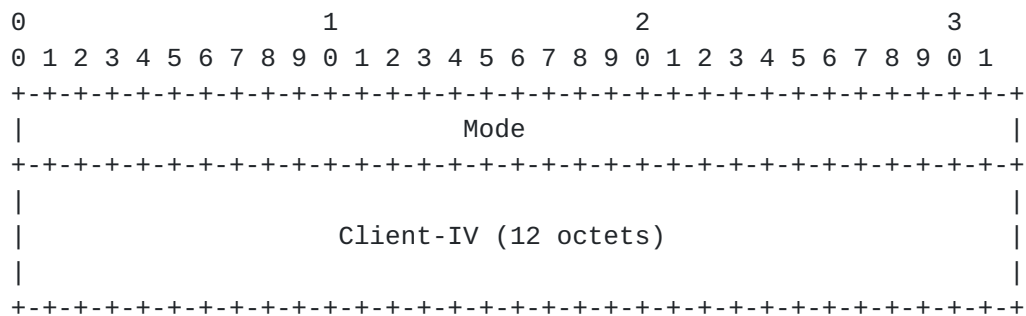 0                   1                   2                   3
0 1 2 3 4 5 6 7 8 9 0 1 2 3 4 5 6 7 8 9 0 1 2 3 4 5 6 7 8 9 0 1
+-+-+-+-+-+-+-+-+-+-+-+-+-+-+-+-+-+-+-+-+-+-+-+-+-+-+-+-+-+-+-+-+
|                            Mode                               |
+-+-+-+-+-+-+-+-+-+-+-+-+-+-+-+-+-+-+-+-+-+-+-+-+-+-+-+-+-+-+-+-+
|                                                               |
|                    Client-IV (12 octets)                      |
|                                                               |
+-+-+-+-+-+-+-+-+-+-+-+-+-+-+-+-+-+-+-+-+-+-+-+-+-+-+-+-+-+-+-+-+